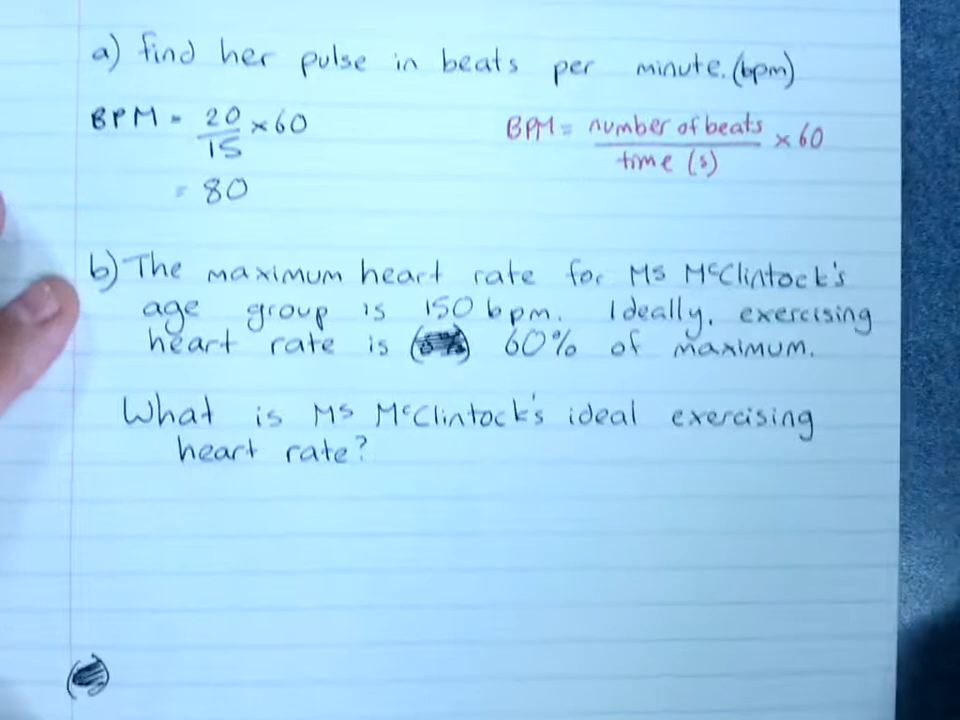 a) find her pulse in beats per minute. (bpm)
BPM = 20/15 × 60
BPM = number of beats/time (s) × 60
= 80
b) The maximum heart rate for Ms McClintock's
age group is 150 bpm. Ideally, exercising
heart rate is 60% of maximum.
What is Ms McClintock's ideal exercising
heart rate?